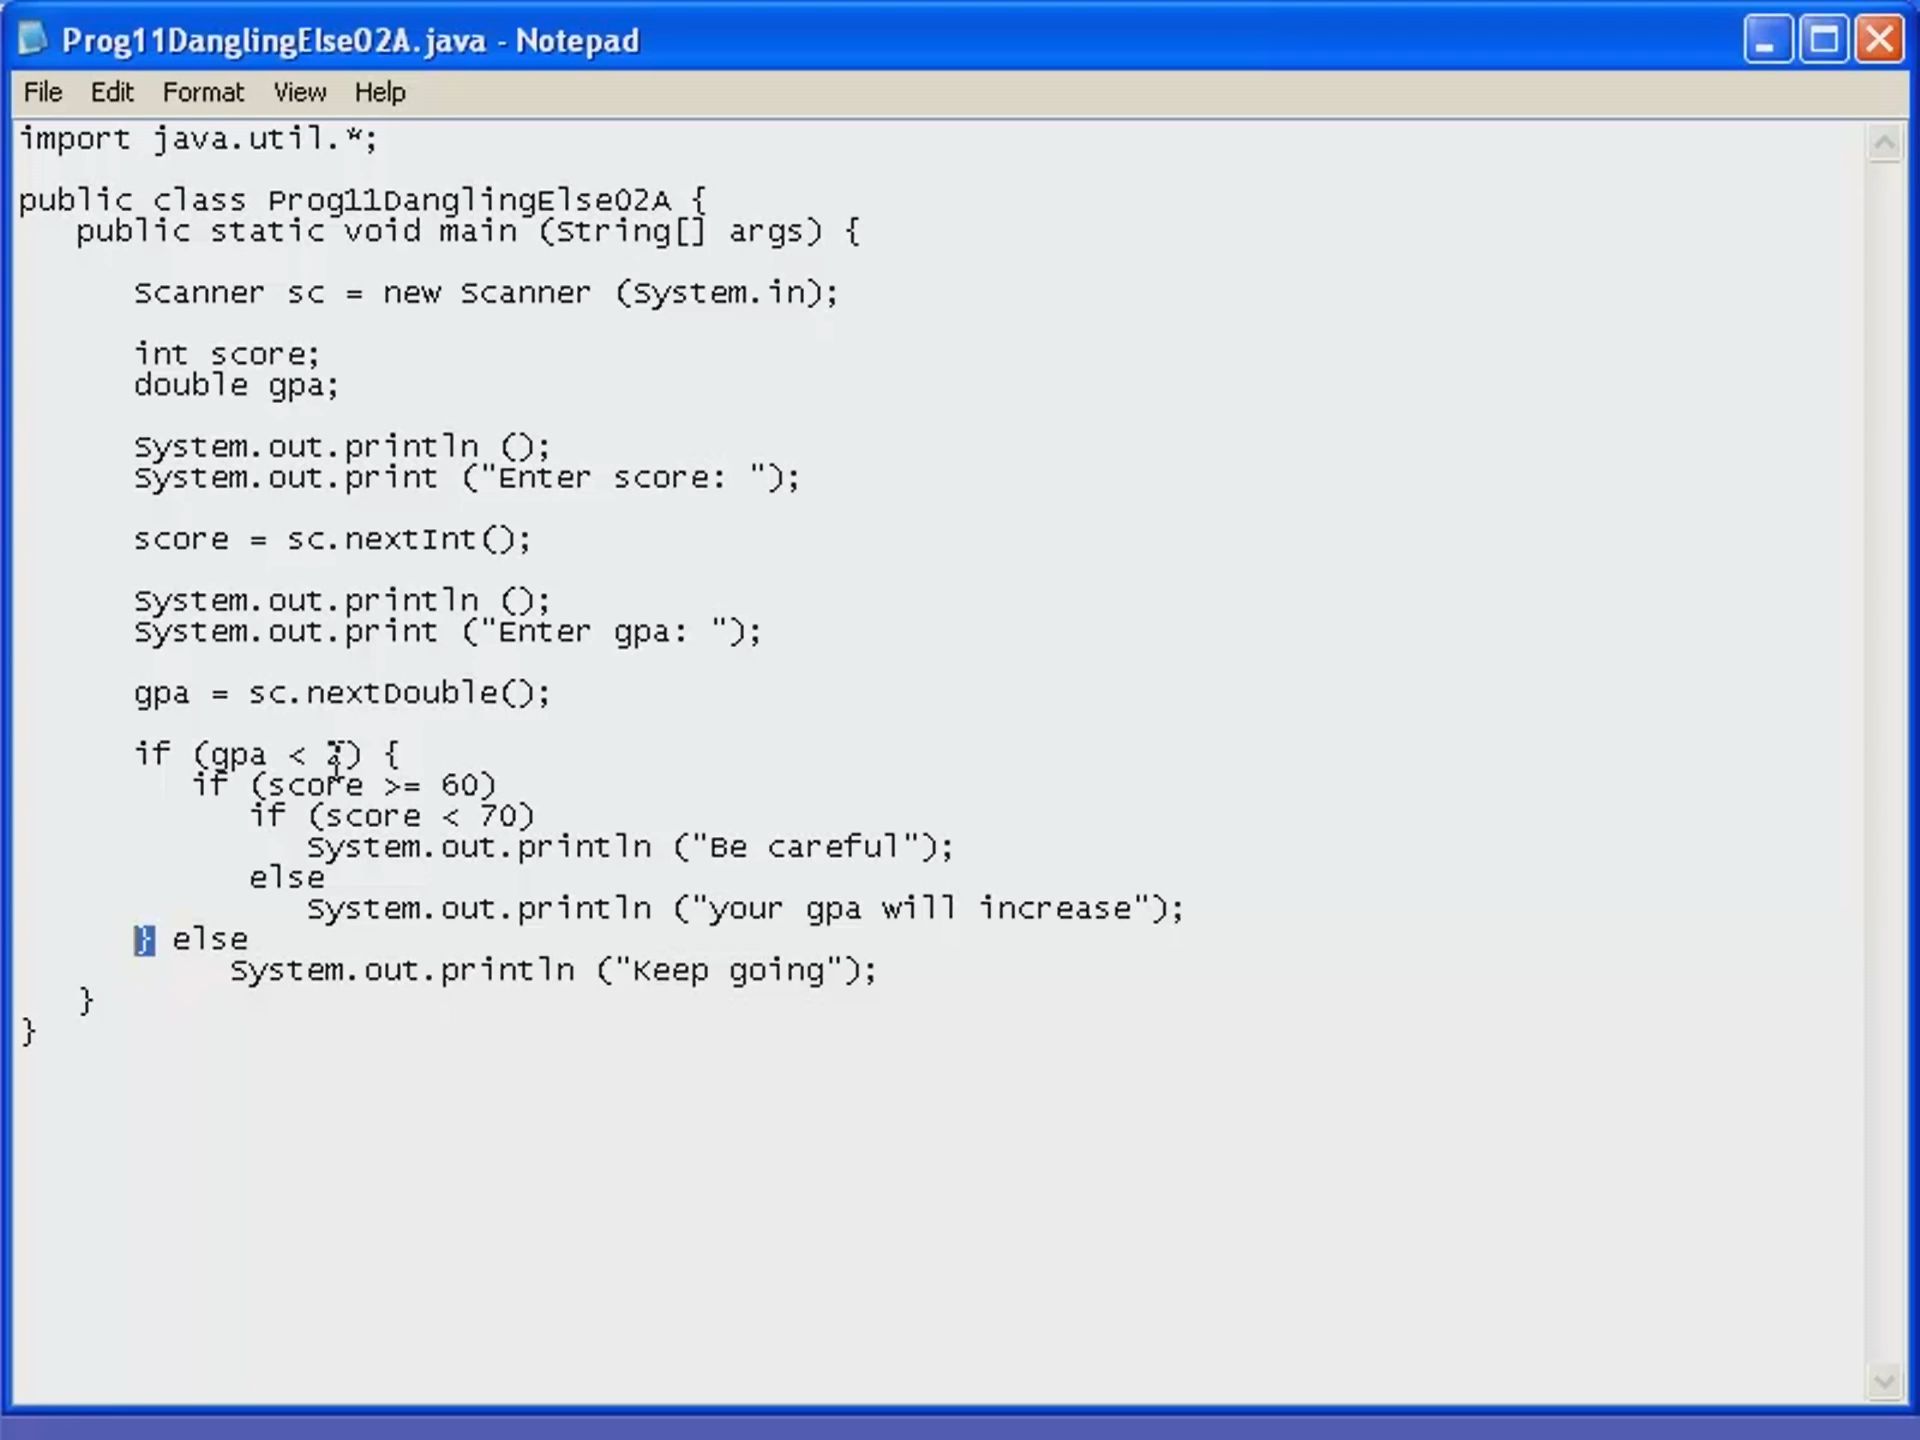 Prog11DanglingElse02A.java - Notepad
File Edit Format View Help
import java.util.*;
public class Prog11DanglingElse02A {
public static void main (String[] args) {
Scanner sc = new Scanner (System.in);
int score;
double gpa;
System.out.println ();
System.out.print ("Enter score: ");
score = sc.nextInt();
System.out.println ();
System.out.print ("Enter gpa: ");
gpa = sc.nextDouble();
if (gpa < ) {
if (score >= 60)
if (score < 70)
System.out.println ("Be careful");
else
System.out.println ("your gpa will increase");
} else
System.out.println ("Keep going");
}
}